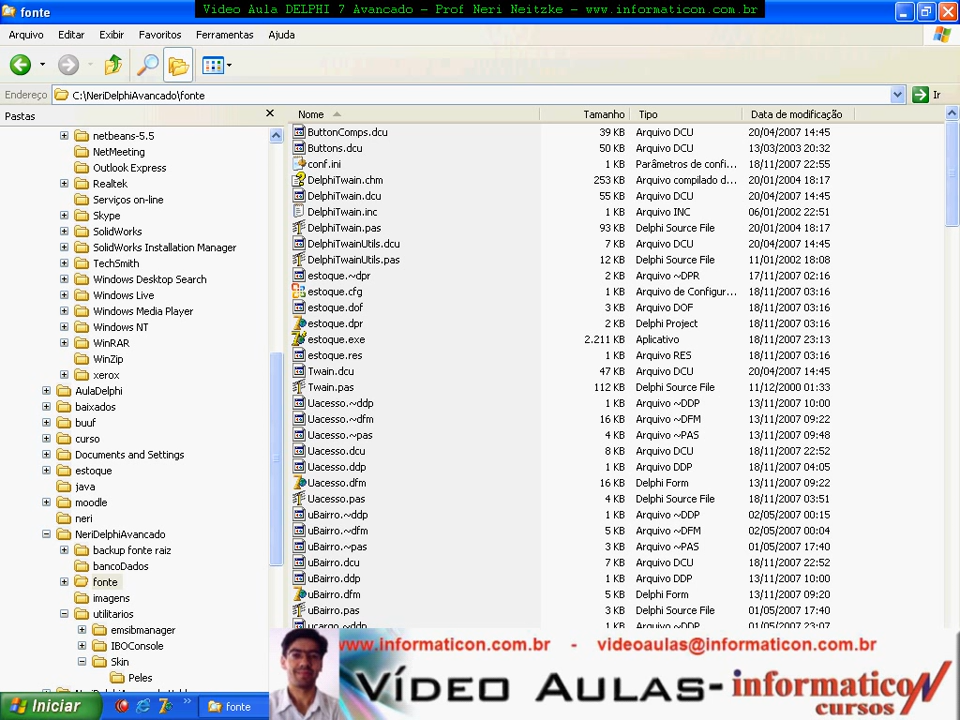 Video Aula DELPHI 7 Avancado - Prof Neri Neitzke - www.informaticon.com.br
fonte
Arquivo Editar Exibir Favoritos Ferramentas Ajuda
Endereço C:\NeriDelphiAvancado\fonte Ir
Pastas
netbeans-5.5
NetMeeting
Outlook Express
Realtek
Serviços on-line
Skype
SolidWorks
SolidWorks Installation Manager
TechSmith
Windows Desktop Search
Windows Live
Windows Media Player
Windows NT
WinRAR
WinZip
xerox
AulaDelphi
baixados
buuf
curso
Documents and Settings
estoque
java
moodle
neri
NeriDelphiAvancado
backup fonte raiz
bancoDados
fonte
imagens
utilitarios
emsibmanager
IBOConsole
Skin
Peles
Nome Tamanho Tipo Data de modificação
ButtonComps.dcu 39 KB Arquivo DCU 20/04/2007 14:45
Buttons.dcu 50 KB Arquivo DCU 13/03/2003 20:32
conf.ini 1 KB Parâmetros de confi... 18/11/2007 22:55
DelphiTwain.chm 253 KB Arquivo compilado d... 20/01/2004 18:17
DelphiTwain.dcu 55 KB Arquivo DCU 20/04/2007 14:45
DelphiTwain.inc 1 KB Arquivo INC 06/01/2002 22:51
DelphiTwain.pas 93 KB Delphi Source File 20/01/2004 18:17
DelphiTwainUtils.dcu 7 KB Arquivo DCU 20/04/2007 14:45
DelphiTwainUtils.pas 12 KB Delphi Source File 11/01/2002 18:08
estoque.~dpr 2 KB Arquivo ~DPR 17/11/2007 02:16
estoque.cfg 1 KB Arquivo de Configur... 18/11/2007 03:16
estoque.dof 3 KB Arquivo DOF 18/11/2007 03:16
estoque.dpr 2 KB Delphi Project 18/11/2007 03:16
estoque.exe 2.211 KB Aplicativo 18/11/2007 23:13
estoque.res 1 KB Arquivo RES 18/11/2007 03:16
Twain.dcu 47 KB Arquivo DCU 20/04/2007 14:45
Twain.pas 112 KB Delphi Source File 11/12/2000 01:33
Uacesso.~ddp 1 KB Arquivo ~DDP 13/11/2007 10:00
Uacesso.~dfm 16 KB Arquivo ~DFM 13/11/2007 09:22
Uacesso.~pas 4 KB Arquivo ~PAS 13/11/2007 09:48
Uacesso.dcu 8 KB Arquivo DCU 18/11/2007 22:52
Uacesso.ddp 1 KB Arquivo DDP 18/11/2007 04:05
Uacesso.dfm 16 KB Delphi Form 13/11/2007 09:22
Uacesso.pas 4 KB Delphi Source File 18/11/2007 03:51
uBairro.~ddp 1 KB Arquivo ~DDP 02/05/2007 00:15
uBairro.~dfm 5 KB Arquivo ~DFM 02/05/2007 00:04
uBairro.~pas 3 KB Arquivo ~PAS 01/05/2007 17:40
uBairro.dcu 7 KB Arquivo DCU 18/11/2007 22:52
uBairro.ddp 1 KB Arquivo DDP 13/11/2007 10:00
uBairro.dfm 5 KB Delphi Form 13/11/2007 09:20
uBairro.pas 3 KB Delphi Source File 01/05/2007 17:40
ucargo.~ddp 1 KB Arquivo ~DDP 01/05/2007 23:07
www.informaticon.com.br - videoaulas@informaticon.com.br
VÍDEO AULAS- informaticon
cursos
Iniciar fonte